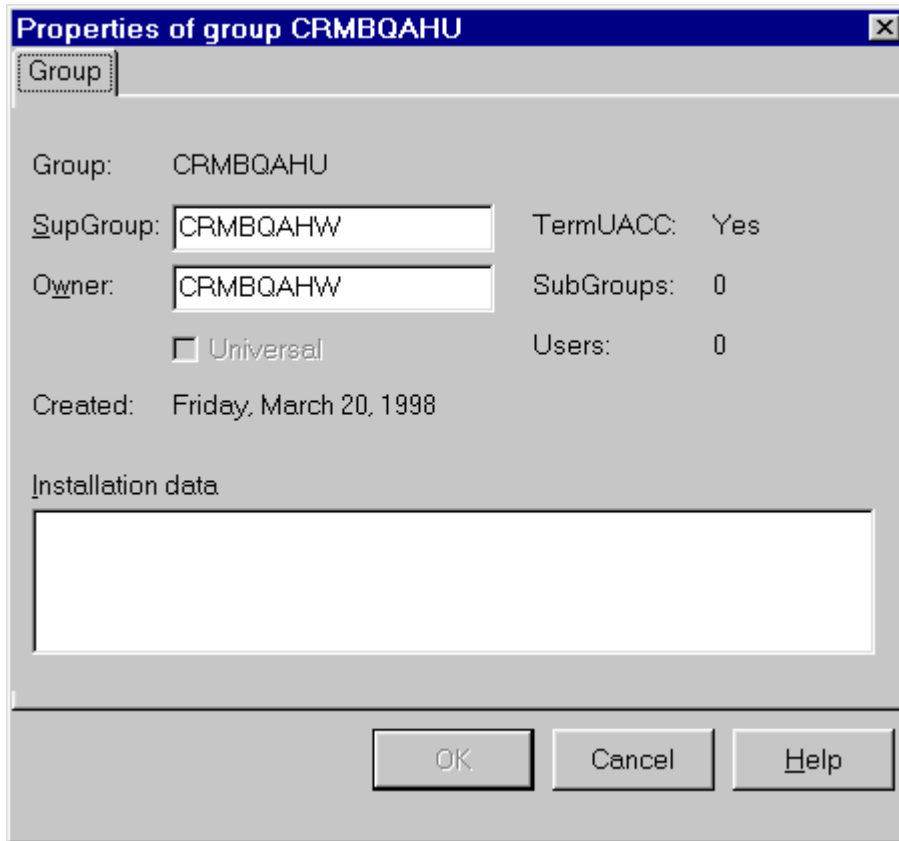 Properties of group CRMBQAHU
Group
Group: CRMBQAHU
SupGroup: CRMBQAHW TermUACC: Yes
Owner: CRMBQAHW SubGroups: 0
Universal Users: 0
Created: Friday, March 20, 1998
Installation data
OK Cancel Help